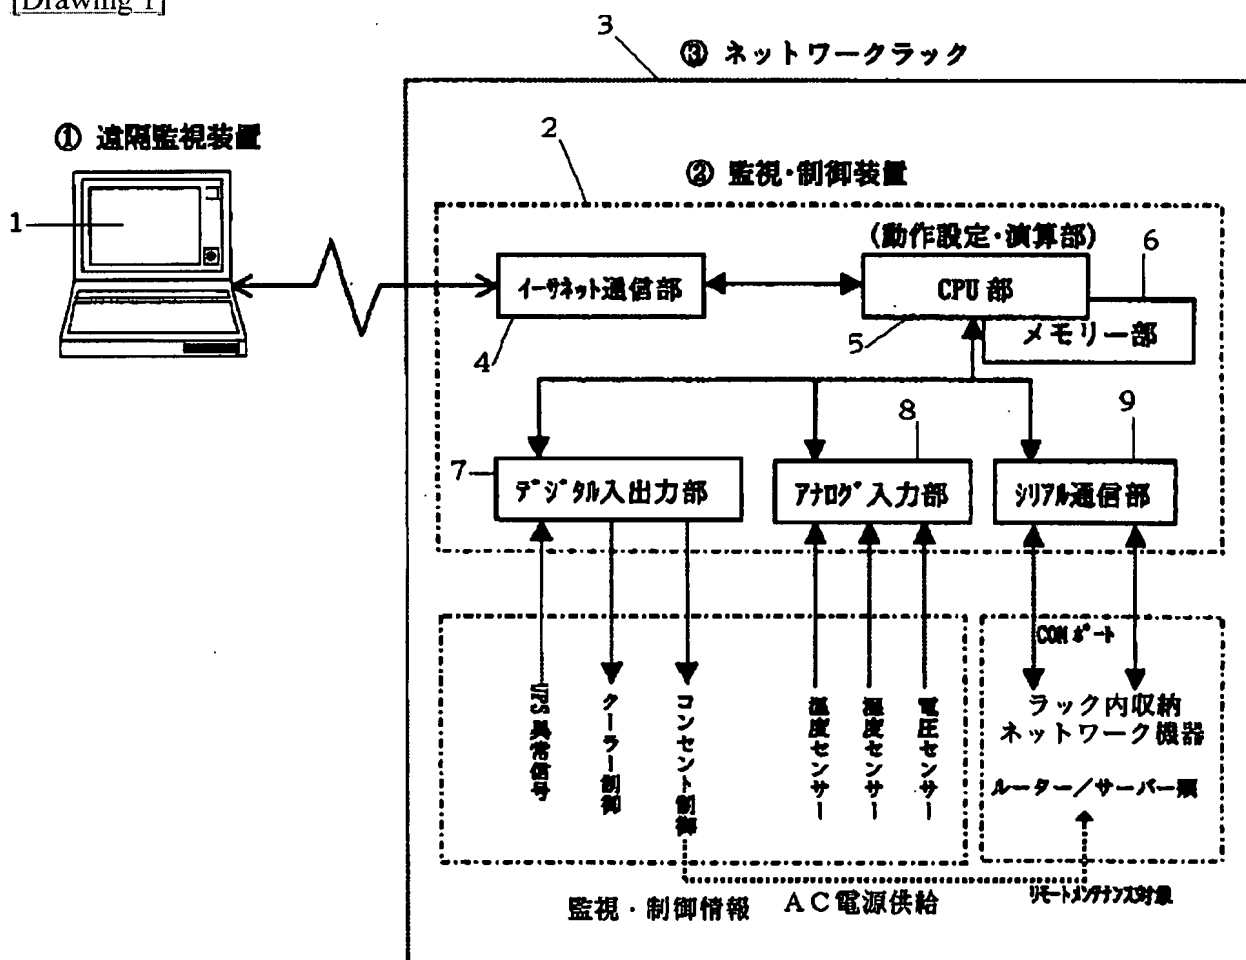 [Drawing 1]
3
③ ネットワークラック
① 遠隔監視装置
1
2
② 監視・制御装置
(動作設定・演算部)
6
イーサネット通信部
CPU 部
メモリー部
4
5
7
8
9
デジタル入出力部
アナログ入力部
シリアル通信部
COMポート
UPS異常信号
クーラー制御
コンセント制御
温度センサー
湿度センサー
電圧センサー
ラック内収納
ネットワーク機器
ルーター／サーバー類
監視・制御情報
AC電源供給
リモートメンテナンス対象